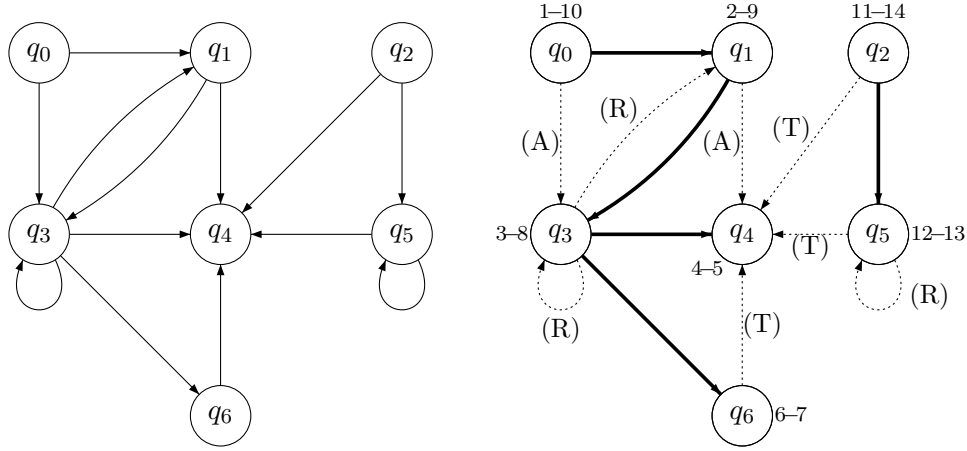 1–10 2–9 11–14
q0 q1 q2 q0 q1 q2
(R) (T)
(A) (A)
q3 q4 q5 3–8 q3 q4 q5 12–13
(T)
4–5
(R) (T) (R)
q6 q6 6–7